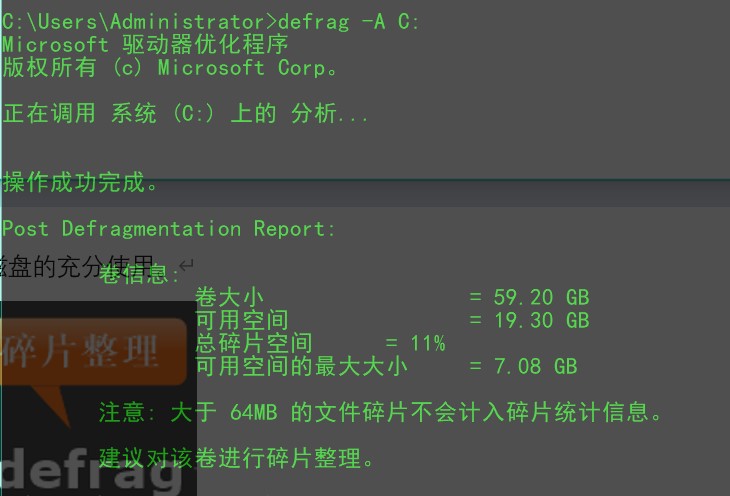 C:\Users\Administrator>defrag -A C:
Microsoft 驱动器优化程序
版权所有 (c) Microsoft Corp。
正在调用 系统 (C:) 上的 分析...
操作成功完成。
Post Defragmentation Report:
盘的充分使用。↵
卷信息:
卷大小 = 59.20 GB
可用空间 = 19.30 GB
总碎片空间 = 11%
可用空间的最大大小 = 7.08 GB
碎片整理
注意: 大于 64MB 的文件碎片不会计入碎片统计信息。
建议对该卷进行碎片整理。
defrag